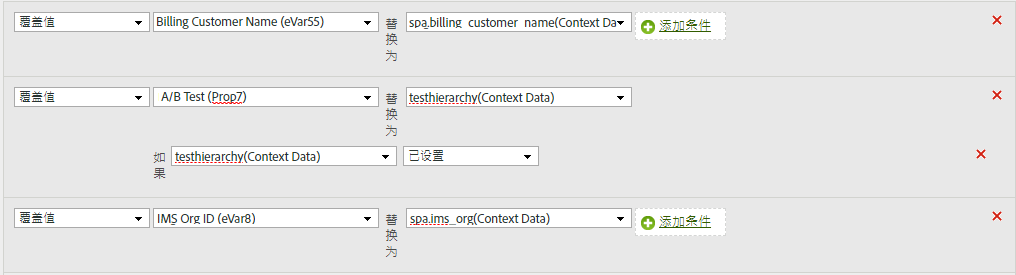 覆盖值 Billing Customer Name (eVar55) 替换为 spa.billing_customer_name(Context Da 添加条件
覆盖值 A/B Test (Prop7) 替换为 testhierarchy(Context Data)
如果 testhierarchy(Context Data) 已设置
覆盖值 IMS Org ID (eVar8) 替换为 spa.ims_org(Context Data) 添加条件